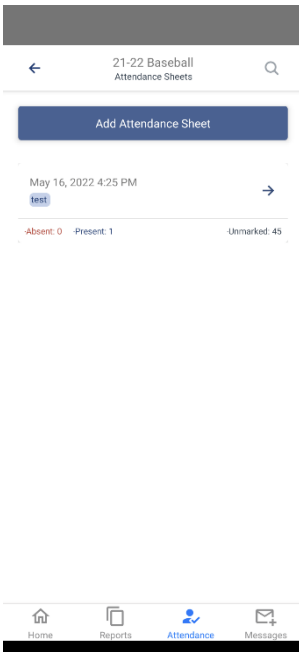 21-22 Baseball
Attendance Sheets
Add Attendance Sheet
May 16, 2022 4:25 PM
test
-Absent: 0 -Present: 1 -Unmarked: 45
Home Reports Attendance Messages